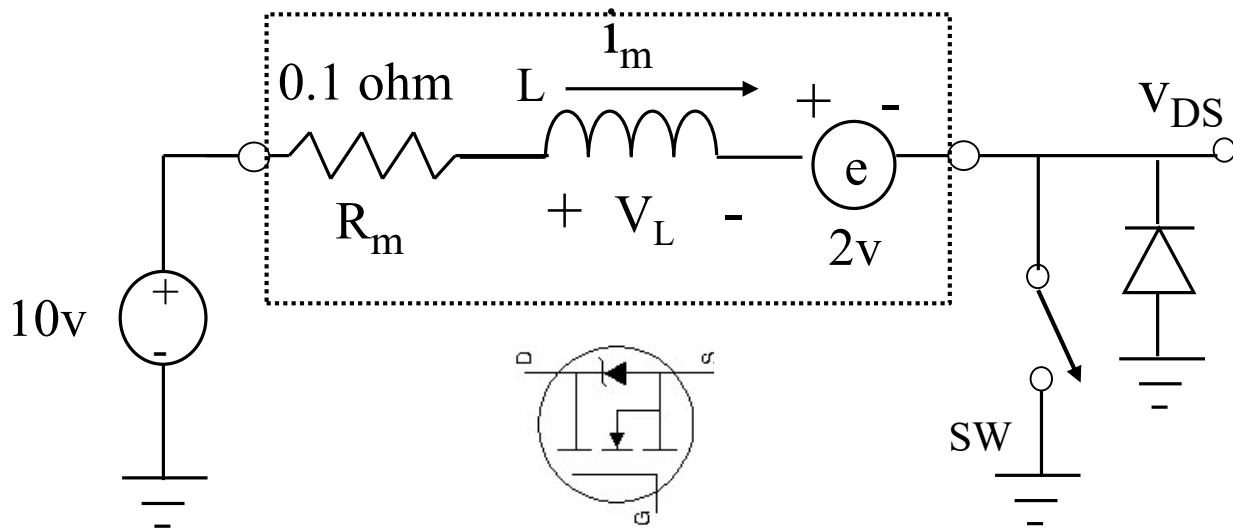 i_m
0.1 ohm
L
+ -
v_DS
e
R_m
+ V_L -
2v
10v
+
-
D
S
G
SW